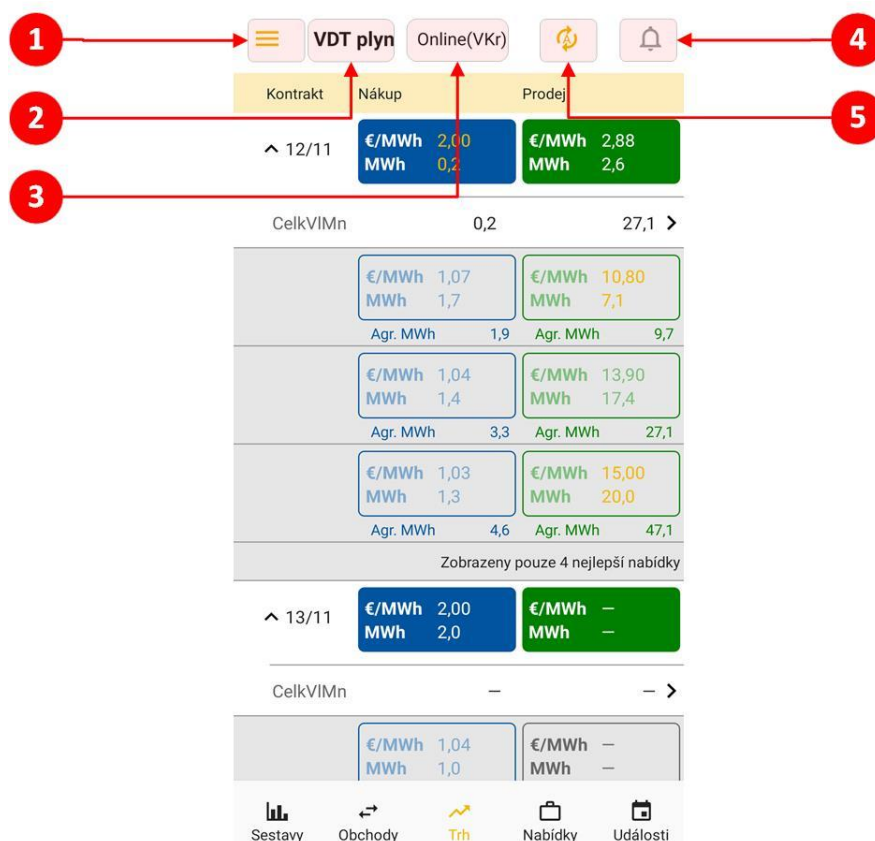 1 VDT plyn Online(VKr) A 4
Kontrakt Nákup Prodej
2 5
12/11 €/MWh 2,00 €/MWh 2,88
MWh 0,2 MWh 2,6
3
CelkVlMn 0,2 27,1
€/MWh 1,07 €/MWh 10,80
MWh 1,7 MWh 7,1
Agr. MWh 1,9 Agr. MWh 9,7
€/MWh 1,04 €/MWh 13,90
MWh 1,4 MWh 17,4
Agr. MWh 3,3 Agr. MWh 27,1
€/MWh 1,03 €/MWh 15,00
MWh 1,3 MWh 20,0
Agr. MWh 4,6 Agr. MWh 47,1
Zobrazeny pouze 4 nejlepší nabídky
13/11 €/MWh 2,00 €/MWh –
MWh 2,0 MWh –
CelkVlMn – –
€/MWh 1,04 €/MWh –
MWh 1,0 MWh –
Sestavy Obchody Trh Nabídky Události